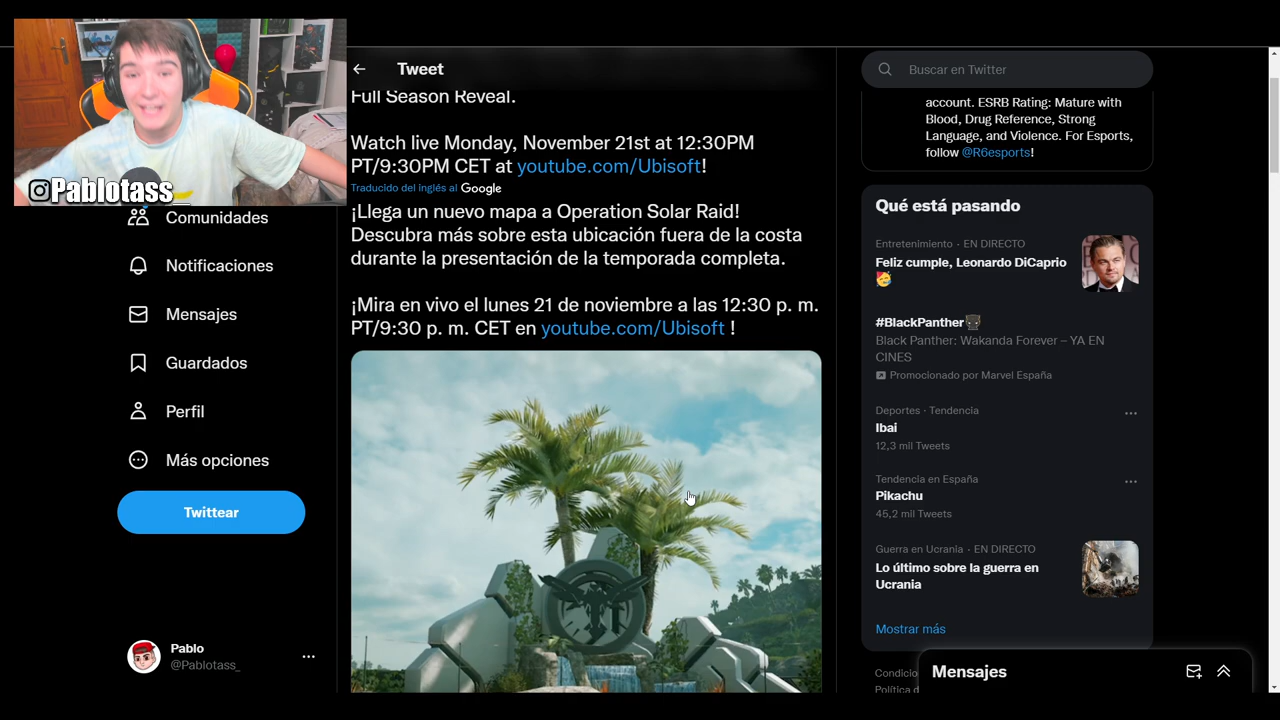 Pablotass_
Comunidades
Notificaciones
Mensajes
Guardados
Perfil
Más opciones
Twittear
Pablo
@Pablotass_
Tweet
Full Season Reveal.
Watch live Monday, November 21st at 12:30PM
PT/9:30PM CET at youtube.com/Ubisoft!
Traducido del inglés al Google
¡Llega un nuevo mapa a Operation Solar Raid!
Descubra más sobre esta ubicación fuera de la costa
durante la presentación de la temporada completa.
¡Mira en vivo el lunes 21 de noviembre a las 12:30 p. m.
PT/9:30 p. m. CET en youtube.com/Ubisoft !
Buscar en Twitter
account. ESRB Rating: Mature with
Blood, Drug Reference, Strong
Language, and Violence. For Esports,
follow @R6esports!
Qué está pasando
Entretenimiento · EN DIRECTO
Feliz cumple, Leonardo DiCaprio
🥳
#BlackPanther
Black Panther: Wakanda Forever – YA EN
CINES
Promocionado por Marvel España
Deportes · Tendencia
Ibai
12,3 mil Tweets
Tendencia en España
Pikachu
45,2 mil Tweets
Guerra en Ucrania · EN DIRECTO
Lo último sobre la guerra en
Ucrania
Mostrar más
Condicio
Política d
Mensajes